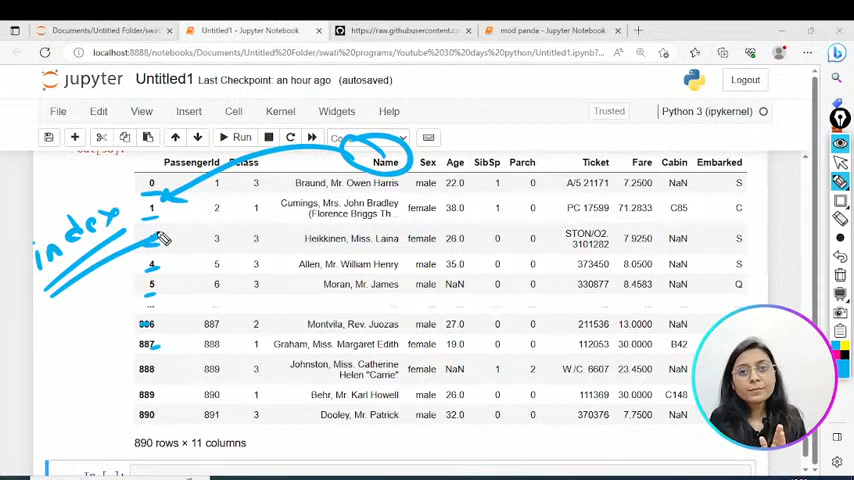 Documents/Untitled Folder/swati
Untitled1 - Jupyter Notebook
https://raw.githubusercontent.c
mod panda - Jupyter Notebook
localhost:8888/notebooks/Documents/Untitled%20Folder/swati%20programs/Youtube%2030%20days%20python/Untitled1.ipynb?...
jupyter Untitled1 Last Checkpoint: an hour ago (autosaved) Logout
File Edit View Insert Cell Kernel Widgets Help Trusted Python 3 (ipykernel)
Run
PassengerId Pclass Name Sex Age SibSp Parch Ticket Fare Cabin Embarked
0 1 3 Braund, Mr. Owen Harris male 22.0 1 0 A/5 21171 7.2500 NaN S
1 2 1 Cumings, Mrs. John Bradley (Florence Briggs Th... female 38.0 1 0 PC 17599 71.2833 C85 C
3 3 Heikkinen, Miss. Laina female 26.0 0 0 STON/O2. 3101282 7.9250 NaN S
4 5 3 Allen, Mr. William Henry male 35.0 0 0 373450 8.0500 NaN S
5 6 3 Moran, Mr. James male NaN 0 0 330877 8.4583 NaN Q
... ... ... ... ... ... ... ... ... ... ... ...
886 887 2 Montvila, Rev. Juozas male 27.0 0 0 211536 13.0000 NaN
887 888 1 Graham, Miss. Margaret Edith female 19.0 0 0 112053 30.0000 B42
888 889 3 Johnston, Miss. Catherine Helen "Carrie" female NaN 1 2 W./C. 6607 23.4500 NaN
889 890 1 Behr, Mr. Karl Howell male 26.0 0 0 111369 30.0000 C148
890 891 3 Dooley, Mr. Patrick male 32.0 0 0 370376 7.7500 NaN
890 rows × 11 columns
In [ ]:
index